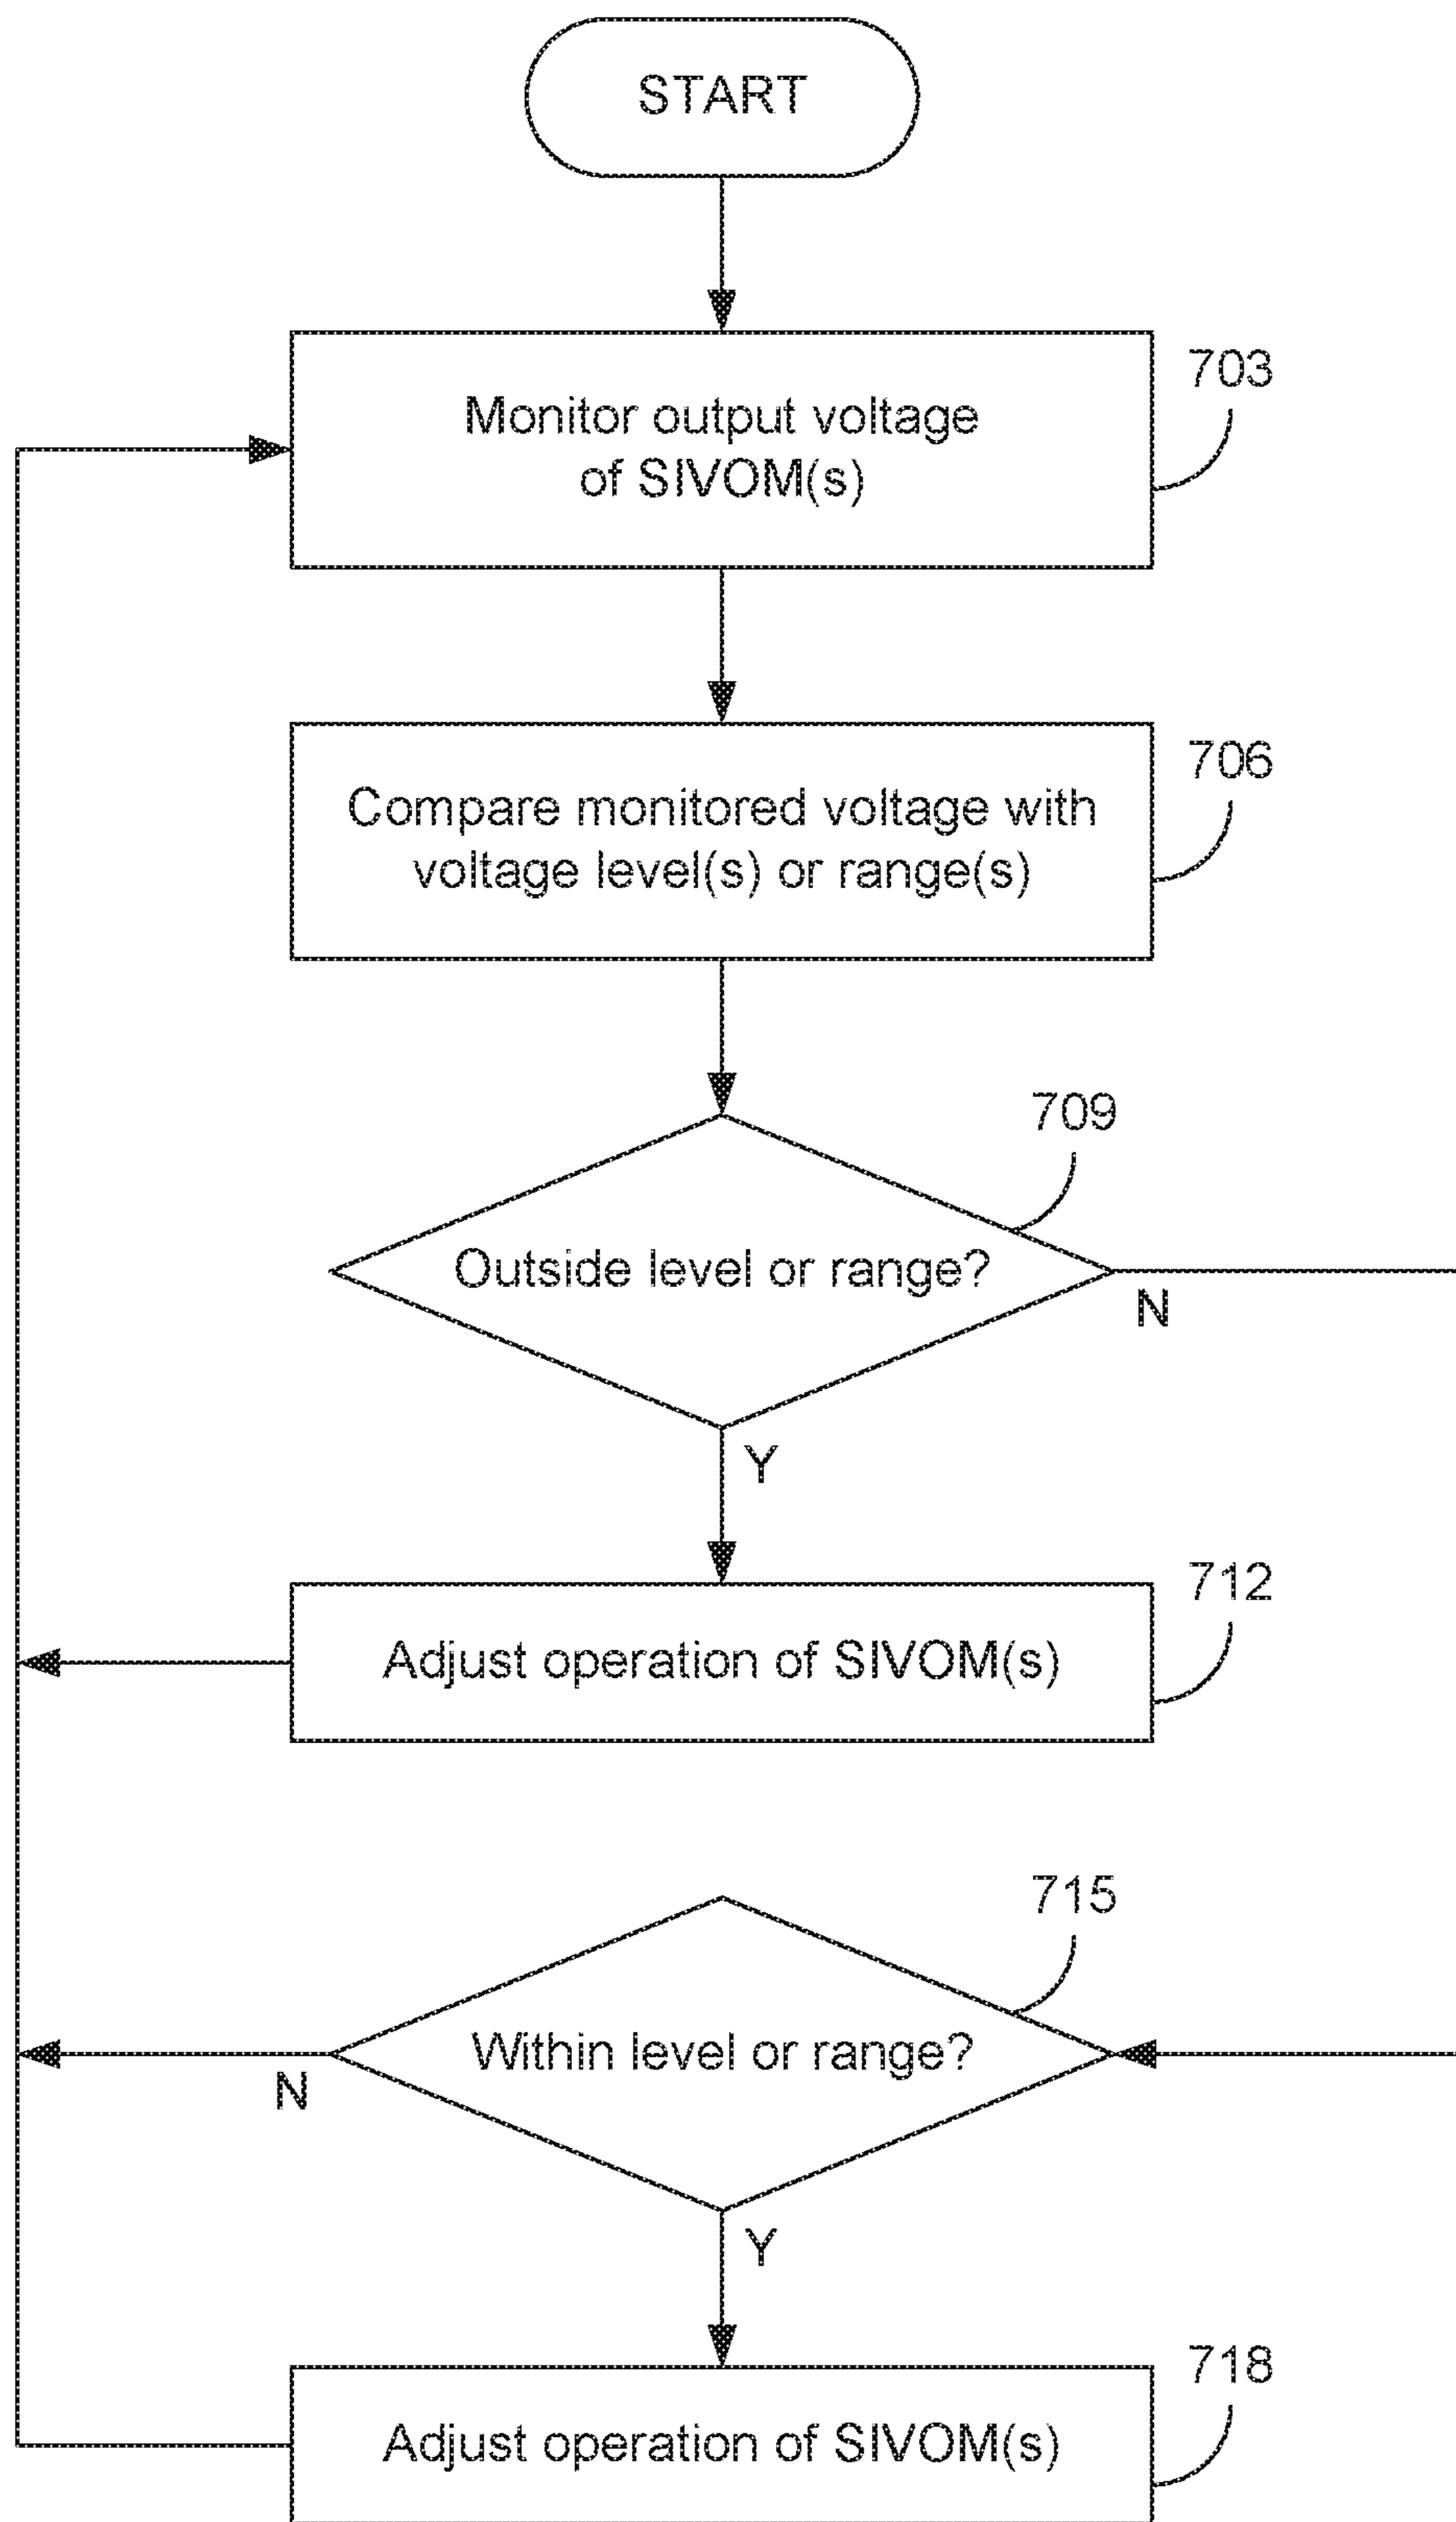 START
703
Monitor output voltage
of SIVOM(s)
706
Compare monitored voltage with
voltage level(s) or range(s)
709
Outside level or range?
N
Y
712
Adjust operation of SIVOM(s)
715
Within level or range?
N
Y
718
Adjust operation of SIVOM(s)